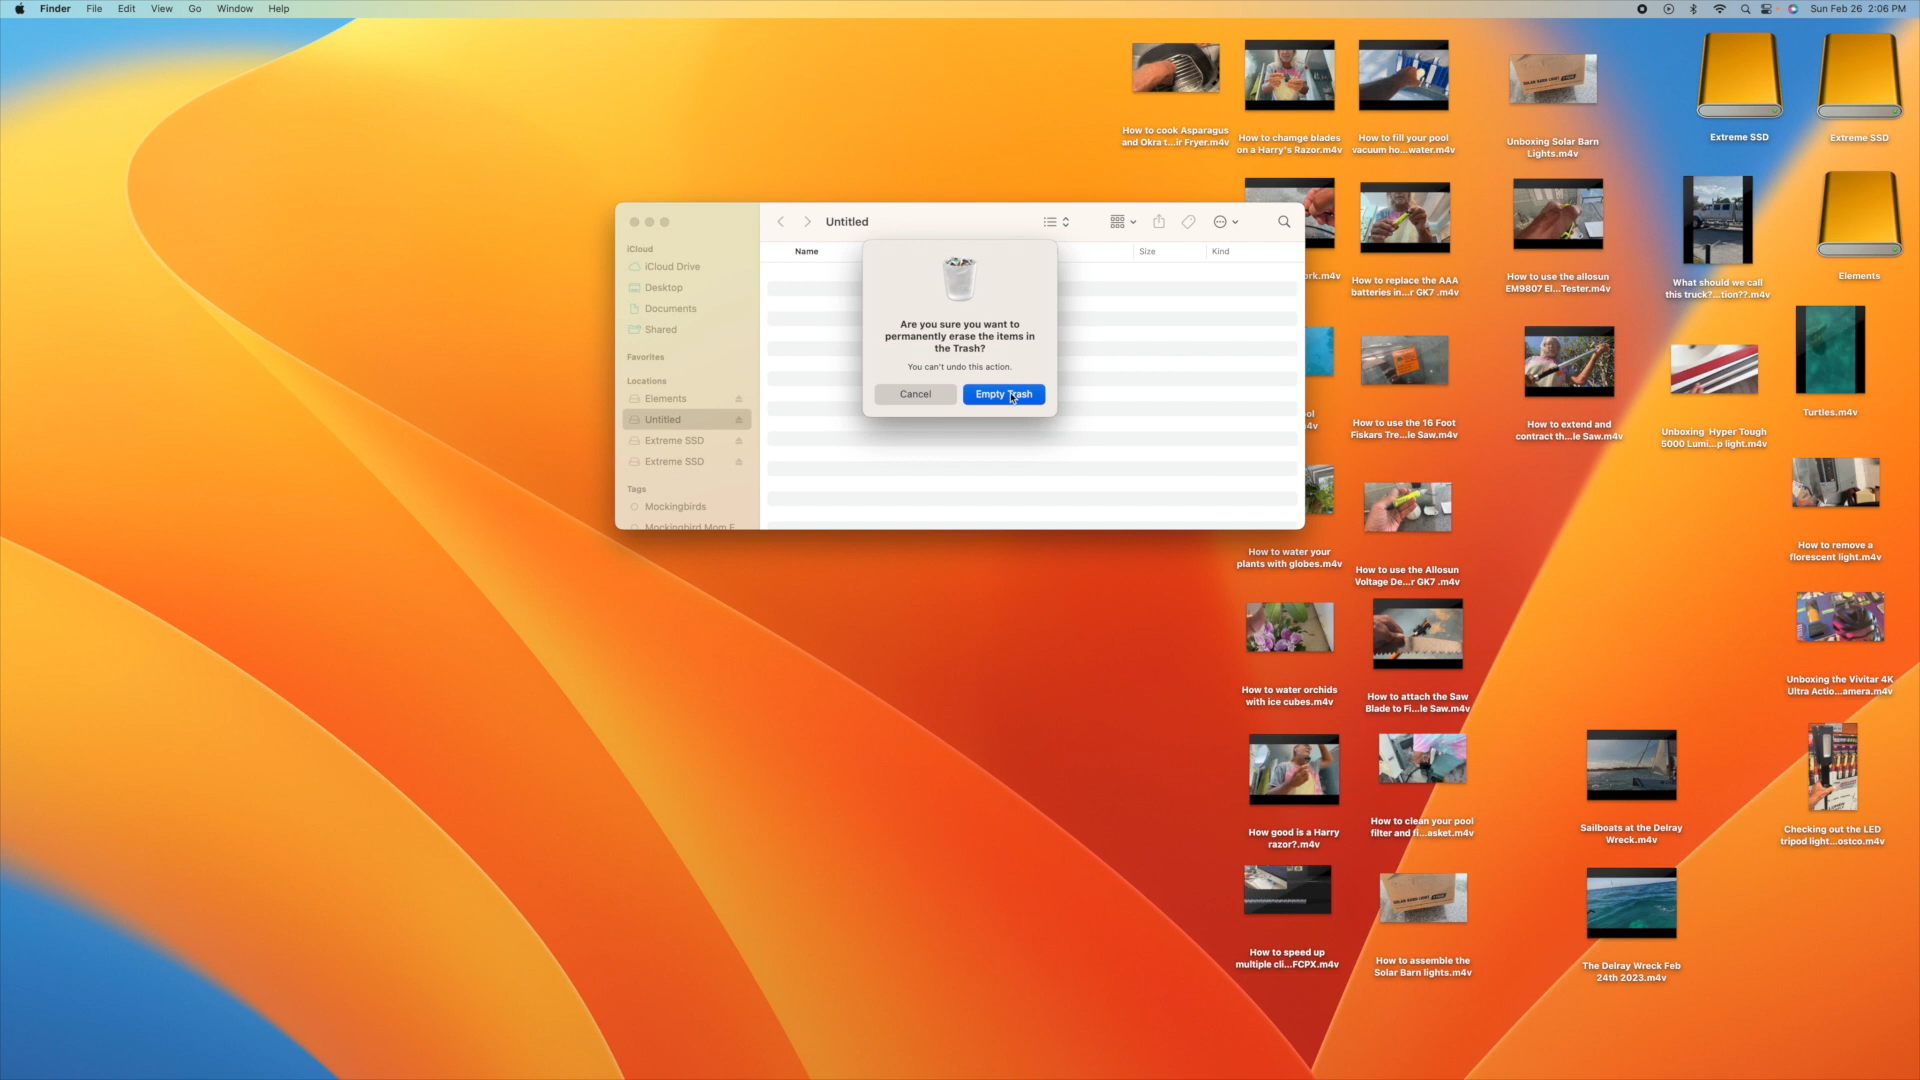 Finder File Edit View Go Window Help
Sun Feb 26 2:06 PM
How to cook Asparagus
and Okra t...ir Fryer.m4v
How to chamge blades
on a Harry's Razor.m4v
How to fill your pool
vacuum ho...water.m4v
Unboxing Solar Barn
Lights.m4v
Extreme SSD
Extreme SSD
Untitled
iCloud
iCloud Drive
Desktop
Documents
Shared
Favorites
Locations
Elements
Untitled
Extreme SSD
Extreme SSD
Tags
Mockingbirds
Mockingbird Mom F
Name
Size
Kind
Are you sure you want to
permanently erase the items in
the Trash?
You can't undo this action.
Cancel
Empty Trash
ork.m4v
How to replace the AAA
batteries in...r GK7 .m4v
How to use the allosun
EM9807 El...Tester.m4v
What should we call
this truck?...tion??.m4v
Elements
ol
4v
How to use the 16 Foot
Fiskars Tre...le Saw.m4v
How to extend and
contract th...le Saw.m4v
Unboxing Hyper Tough
5000 Lumi...p light.m4v
Turtles.m4v
How to water your
plants with globes.m4v
How to use the Allosun
Voltage De...r GK7 .m4v
How to remove a
florescent light.m4v
How to water orchids
with ice cubes.m4v
How to attach the Saw
Blade to Fi...le Saw.m4v
Unboxing the Vivitar 4K
Ultra Actio...amera.m4v
How good is a Harry
razor?.m4v
How to clean your pool
filter and fi...asket.m4v
Sailboats at the Delray
Wreck.m4v
Checking out the LED
tripod light...ostco.m4v
How to speed up
multiple cli...FCPX.m4v
SOLAR BARN LIGHT
How to assemble the
Solar Barn lights.m4v
The Delray Wreck Feb
24th 2023.m4v